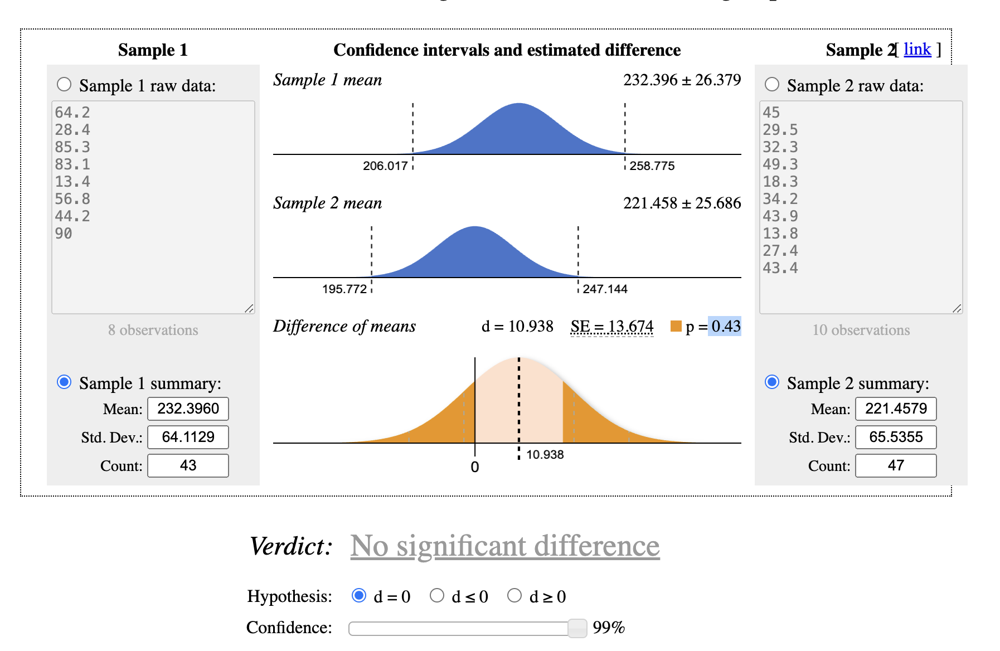 Sample 1
Sample 1 raw data:
64.2
28.4
85.3
83.1
13.4
56.8
44.2
90
8 observations
Sample 1 summary:
Mean: 232.3960
Std. Dev.: 64.1129
Count: 43
Confidence intervals and estimated difference
Sample 1 mean 232.396 ± 26.379
206.017 258.775
Sample 2 mean 221.458 ± 25.686
195.772 247.144
Difference of means d = 10.938 SE = 13.674 p = 0.43
10.938
0
Sample 2 [ link ]
Sample 2 raw data:
45
29.5
32.3
49.3
18.3
34.2
43.9
13.8
27.4
43.4
10 observations
Sample 2 summary:
Mean: 221.4579
Std. Dev.: 65.5355
Count: 47
Verdict: No significant difference
Hypothesis: d = 0 d ≤ 0 d ≥ 0
Confidence: 99%